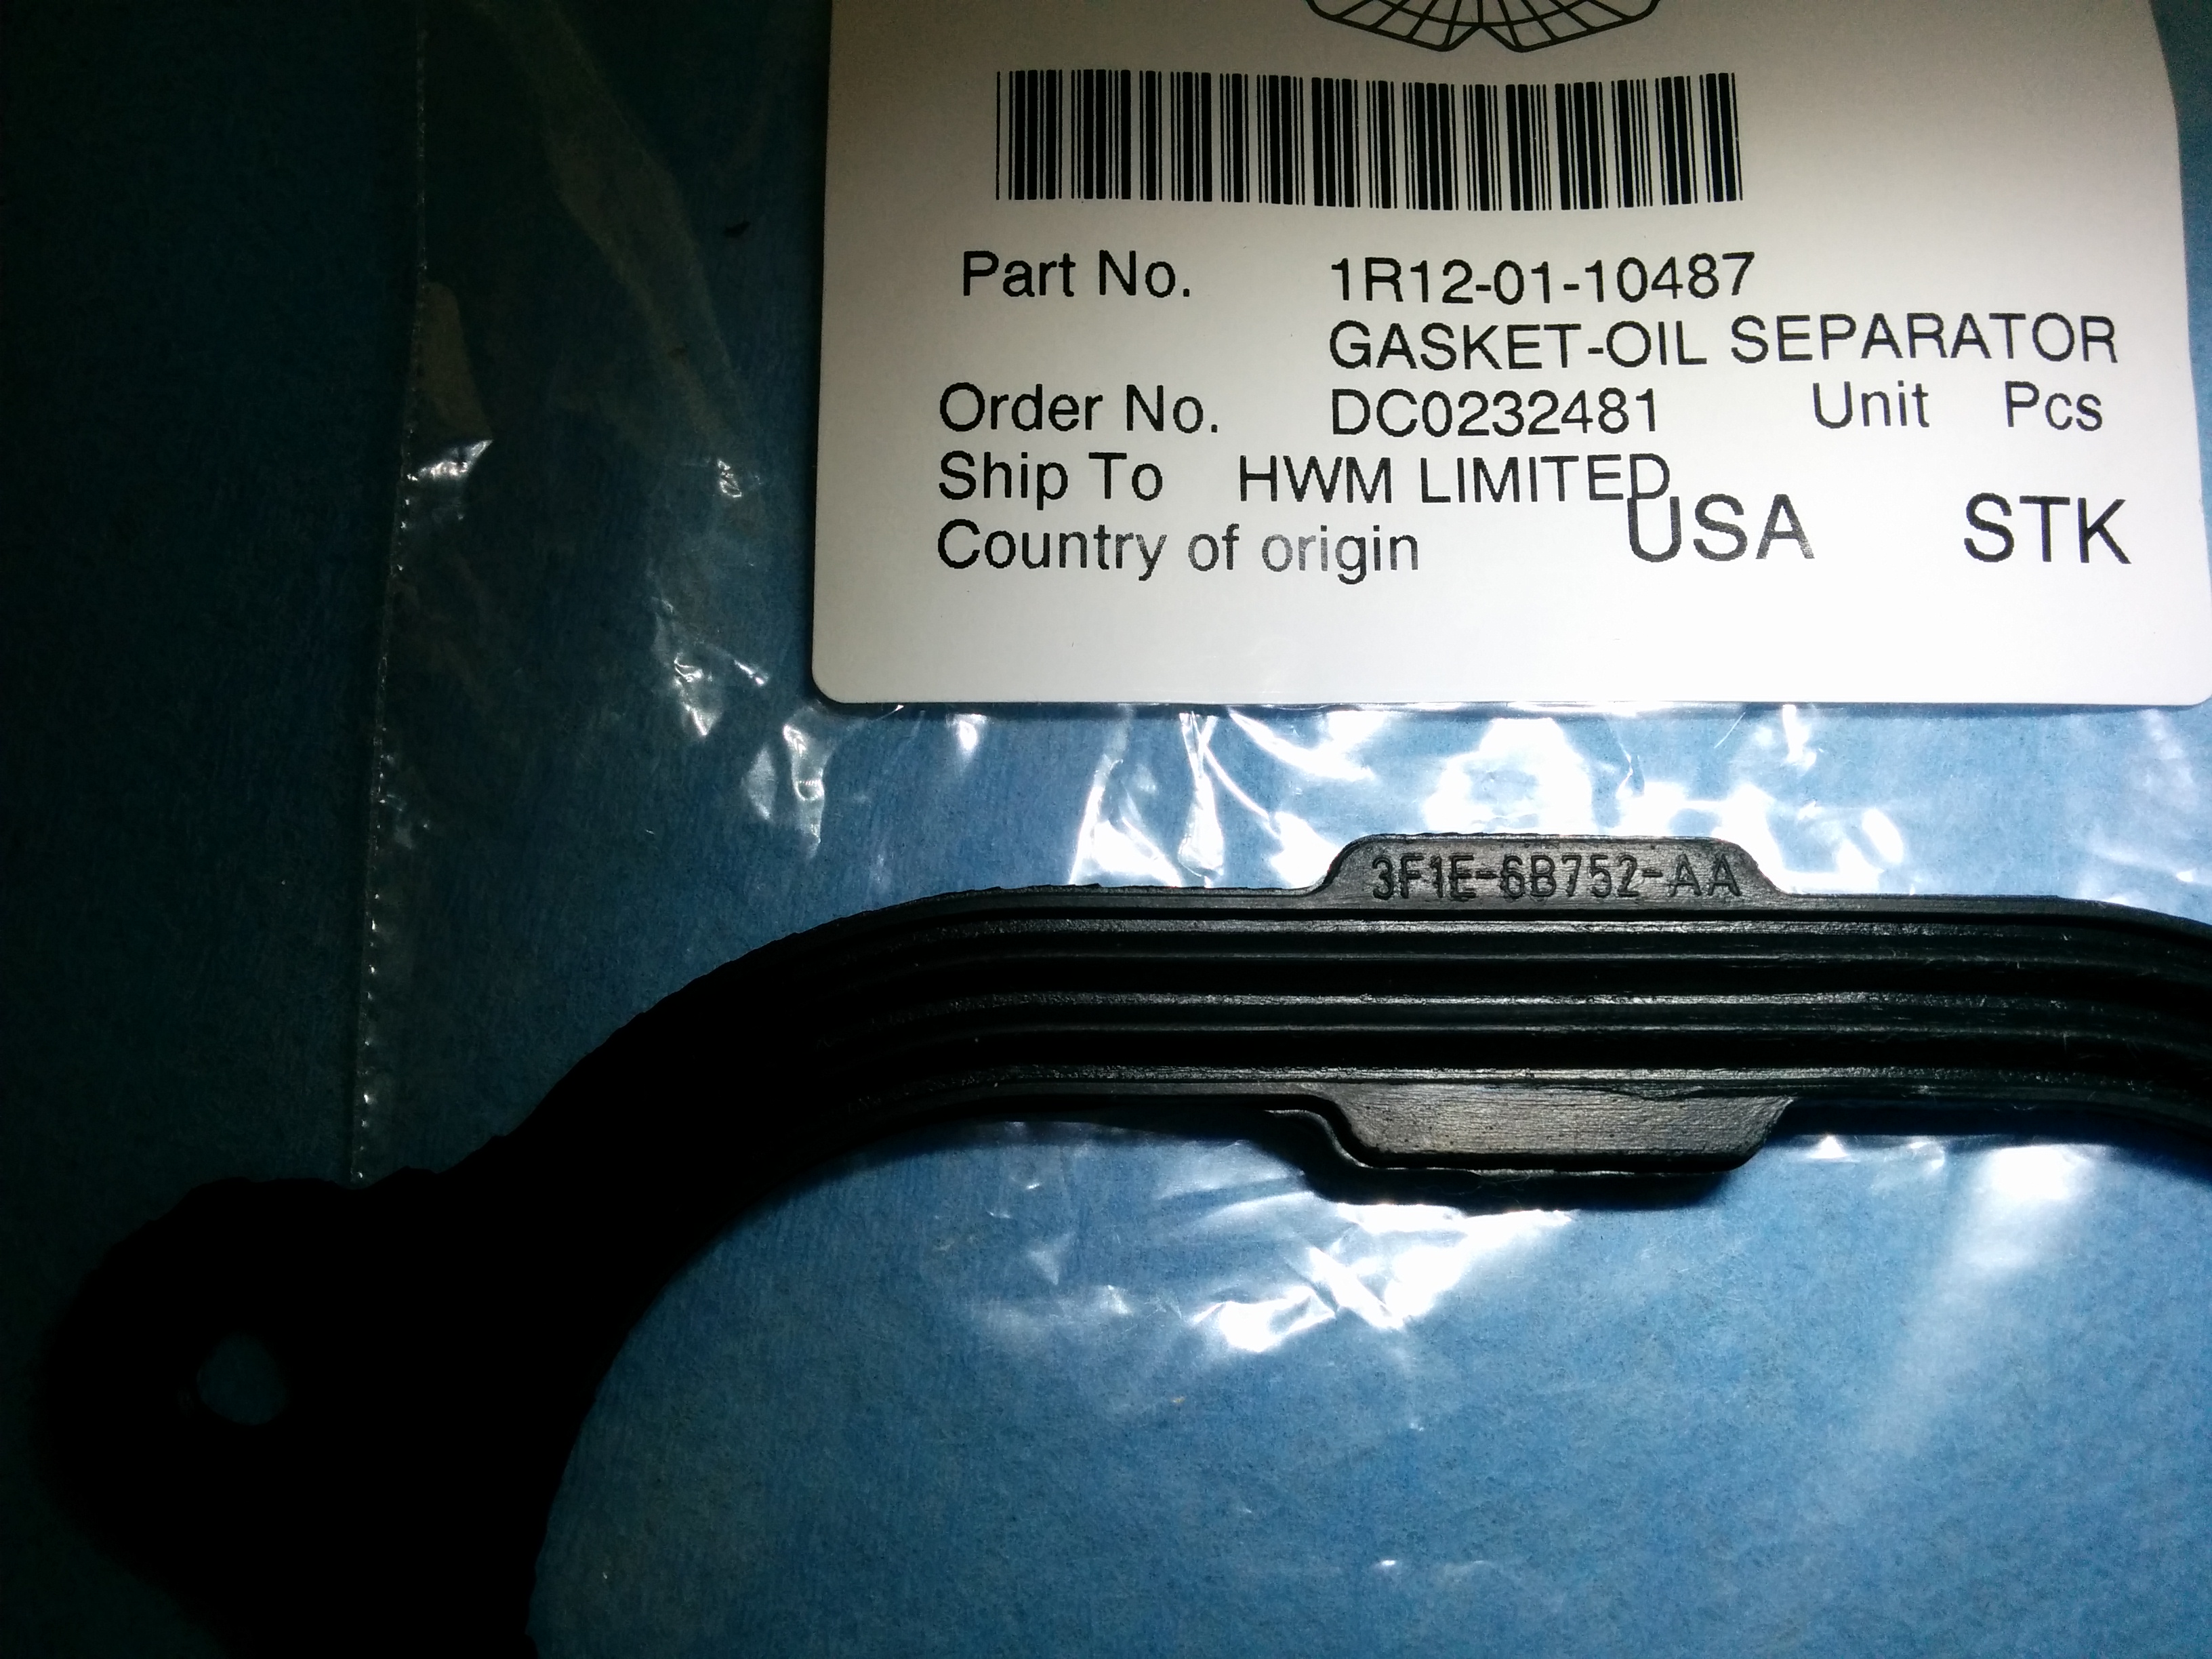 Part No. 1R12-01-10487
GASKET-OIL SEPARATOR
Order No. DC0232481 Unit Pcs
Ship To HWM LIMITED
Country of origin USA STK
3F1E-6B752-AA